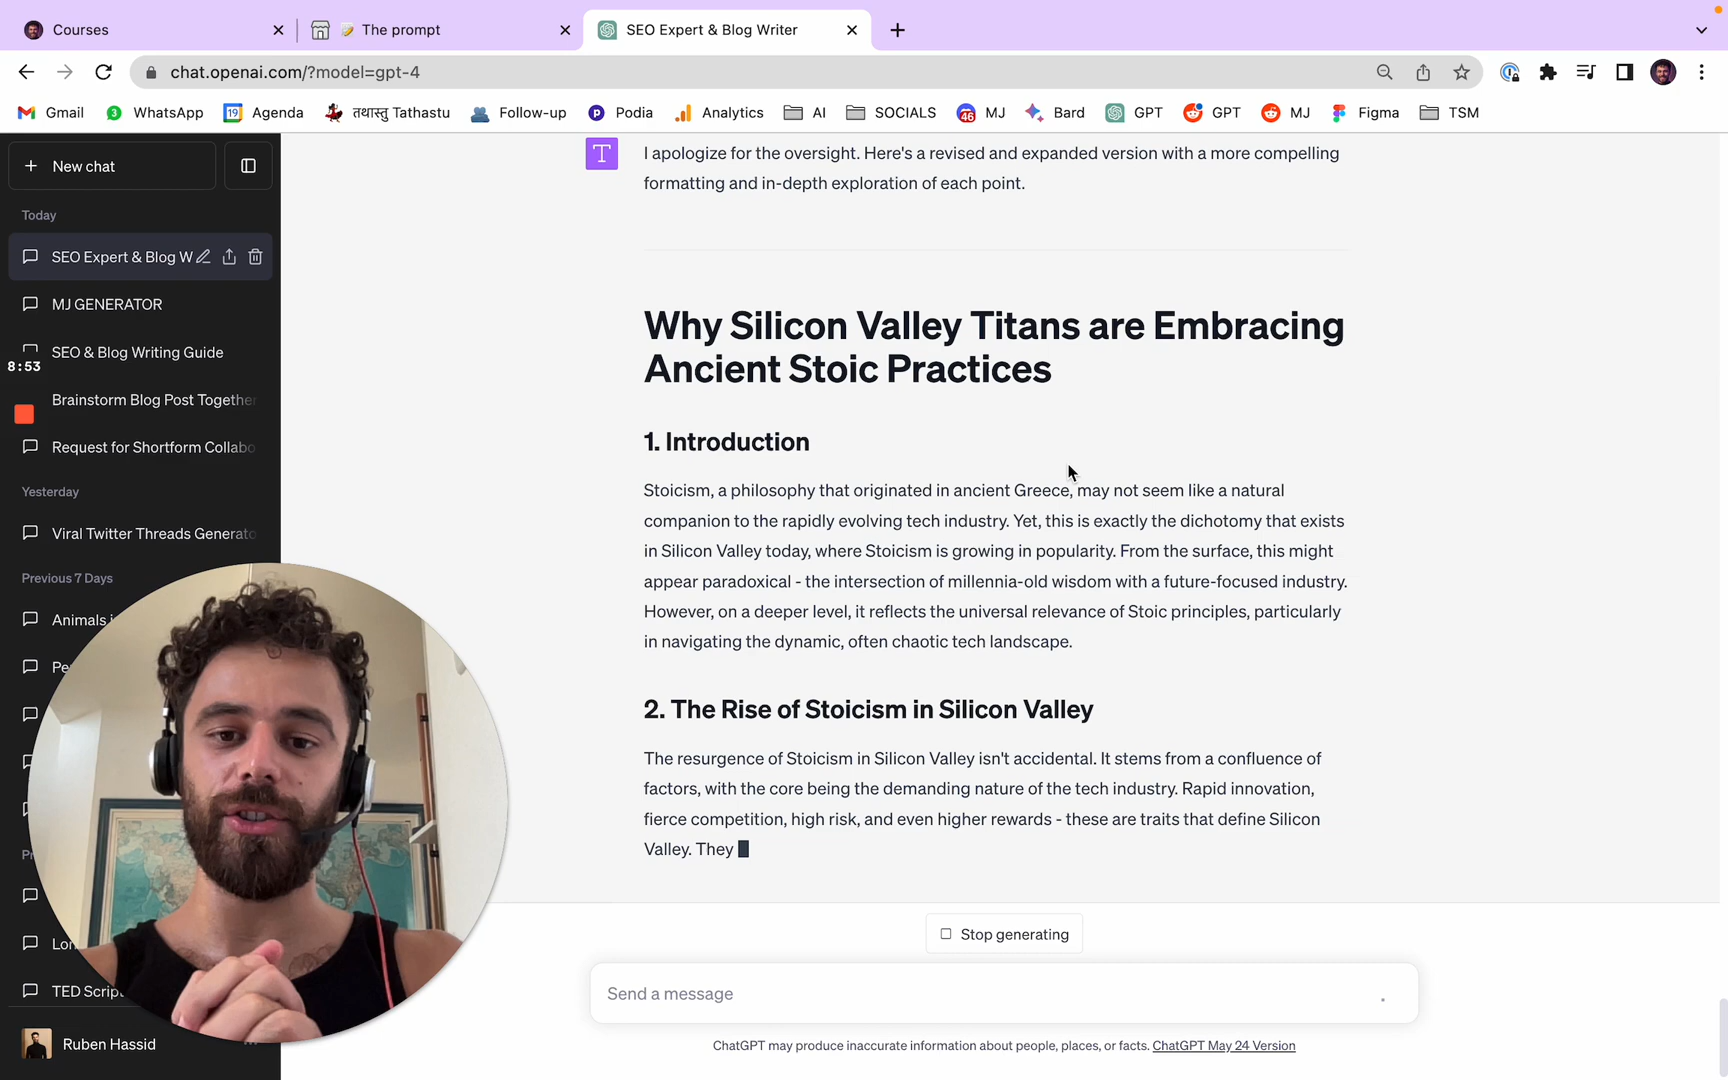 Courses
The prompt
SEO Expert & Blog Writer
chat.openai.com/?model=gpt-4
Gmail
3
WhatsApp
19
Agenda
तथास्तु Tathastu
Follow-up
Podia
Analytics
AI
SOCIALS
46
MJ
Bard
GPT
GPT
MJ
Figma
TSM
New chat
Today
SEO Expert & Blog W
MJ GENERATOR
SEO & Blog Writing Guide
8:53
Brainstorm Blog Post Together
Request for Shortform Collabo
Yesterday
Viral Twitter Threads Generato
Previous 7 Days
Animals
TED Script
Ruben Hassid
T
I apologize for the oversight. Here's a revised and expanded version with a more compelling
formatting and in-depth exploration of each point.
Why Silicon Valley Titans are Embracing
Ancient Stoic Practices
1. Introduction
Stoicism, a philosophy that originated in ancient Greece, may not seem like a natural
companion to the rapidly evolving tech industry. Yet, this is exactly the dichotomy that exists
in Silicon Valley today, where Stoicism is growing in popularity. From the surface, this might
appear paradoxical - the intersection of millennia-old wisdom with a future-focused industry.
However, on a deeper level, it reflects the universal relevance of Stoic principles, particularly
in navigating the dynamic, often chaotic tech landscape.
2. The Rise of Stoicism in Silicon Valley
The resurgence of Stoicism in Silicon Valley isn't accidental. It stems from a confluence of
factors, with the core being the demanding nature of the tech industry. Rapid innovation,
fierce competition, high risk, and even higher rewards - these are traits that define Silicon
Valley. They
Stop generating
Send a message
ChatGPT may produce inaccurate information about people, places, or facts. ChatGPT May 24 Version